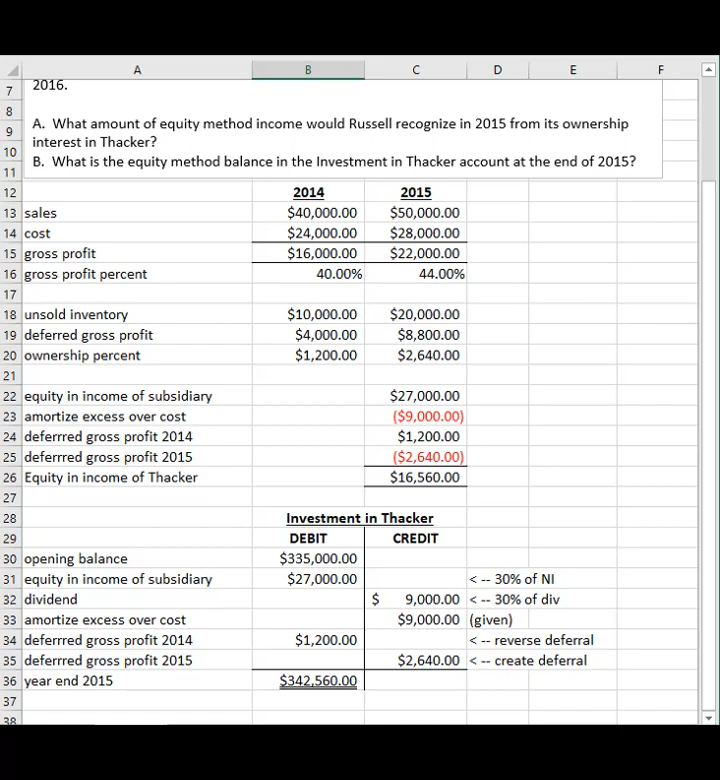 A B C D E F
7 2016.
8
9 A. What amount of equity method income would Russell recognize in 2015 from its ownership
10 interest in Thacker?
11 B. What is the equity method balance in the Investment in Thacker account at the end of 2015?
12 2014 2015
13 sales $40,000.00 $50,000.00
14 cost $24,000.00 $28,000.00
15 gross profit $16,000.00 $22,000.00
16 gross profit percent 40.00% 44.00%
17
18 unsold inventory $10,000.00 $20,000.00
19 deferred gross profit $4,000.00 $8,800.00
20 ownership percent $1,200.00 $2,640.00
21
22 equity in income of subsidiary $27,000.00
23 amortize excess over cost ($9,000.00)
24 deferrred gross profit 2014 $1,200.00
25 deferrred gross profit 2015 ($2,640.00)
26 Equity in income of Thacker $16,560.00
27
28 Investment in Thacker
29 DEBIT CREDIT
30 opening balance $335,000.00
31 equity in income of subsidiary $27,000.00 < -- 30% of NI
32 dividend $ 9,000.00 < -- 30% of div
33 amortize excess over cost $9,000.00 (given)
34 deferrred gross profit 2014 $1,200.00 < -- reverse deferral
35 deferrred gross profit 2015 $2,640.00 < -- create deferral
36 year end 2015 $342,560.00
37
38